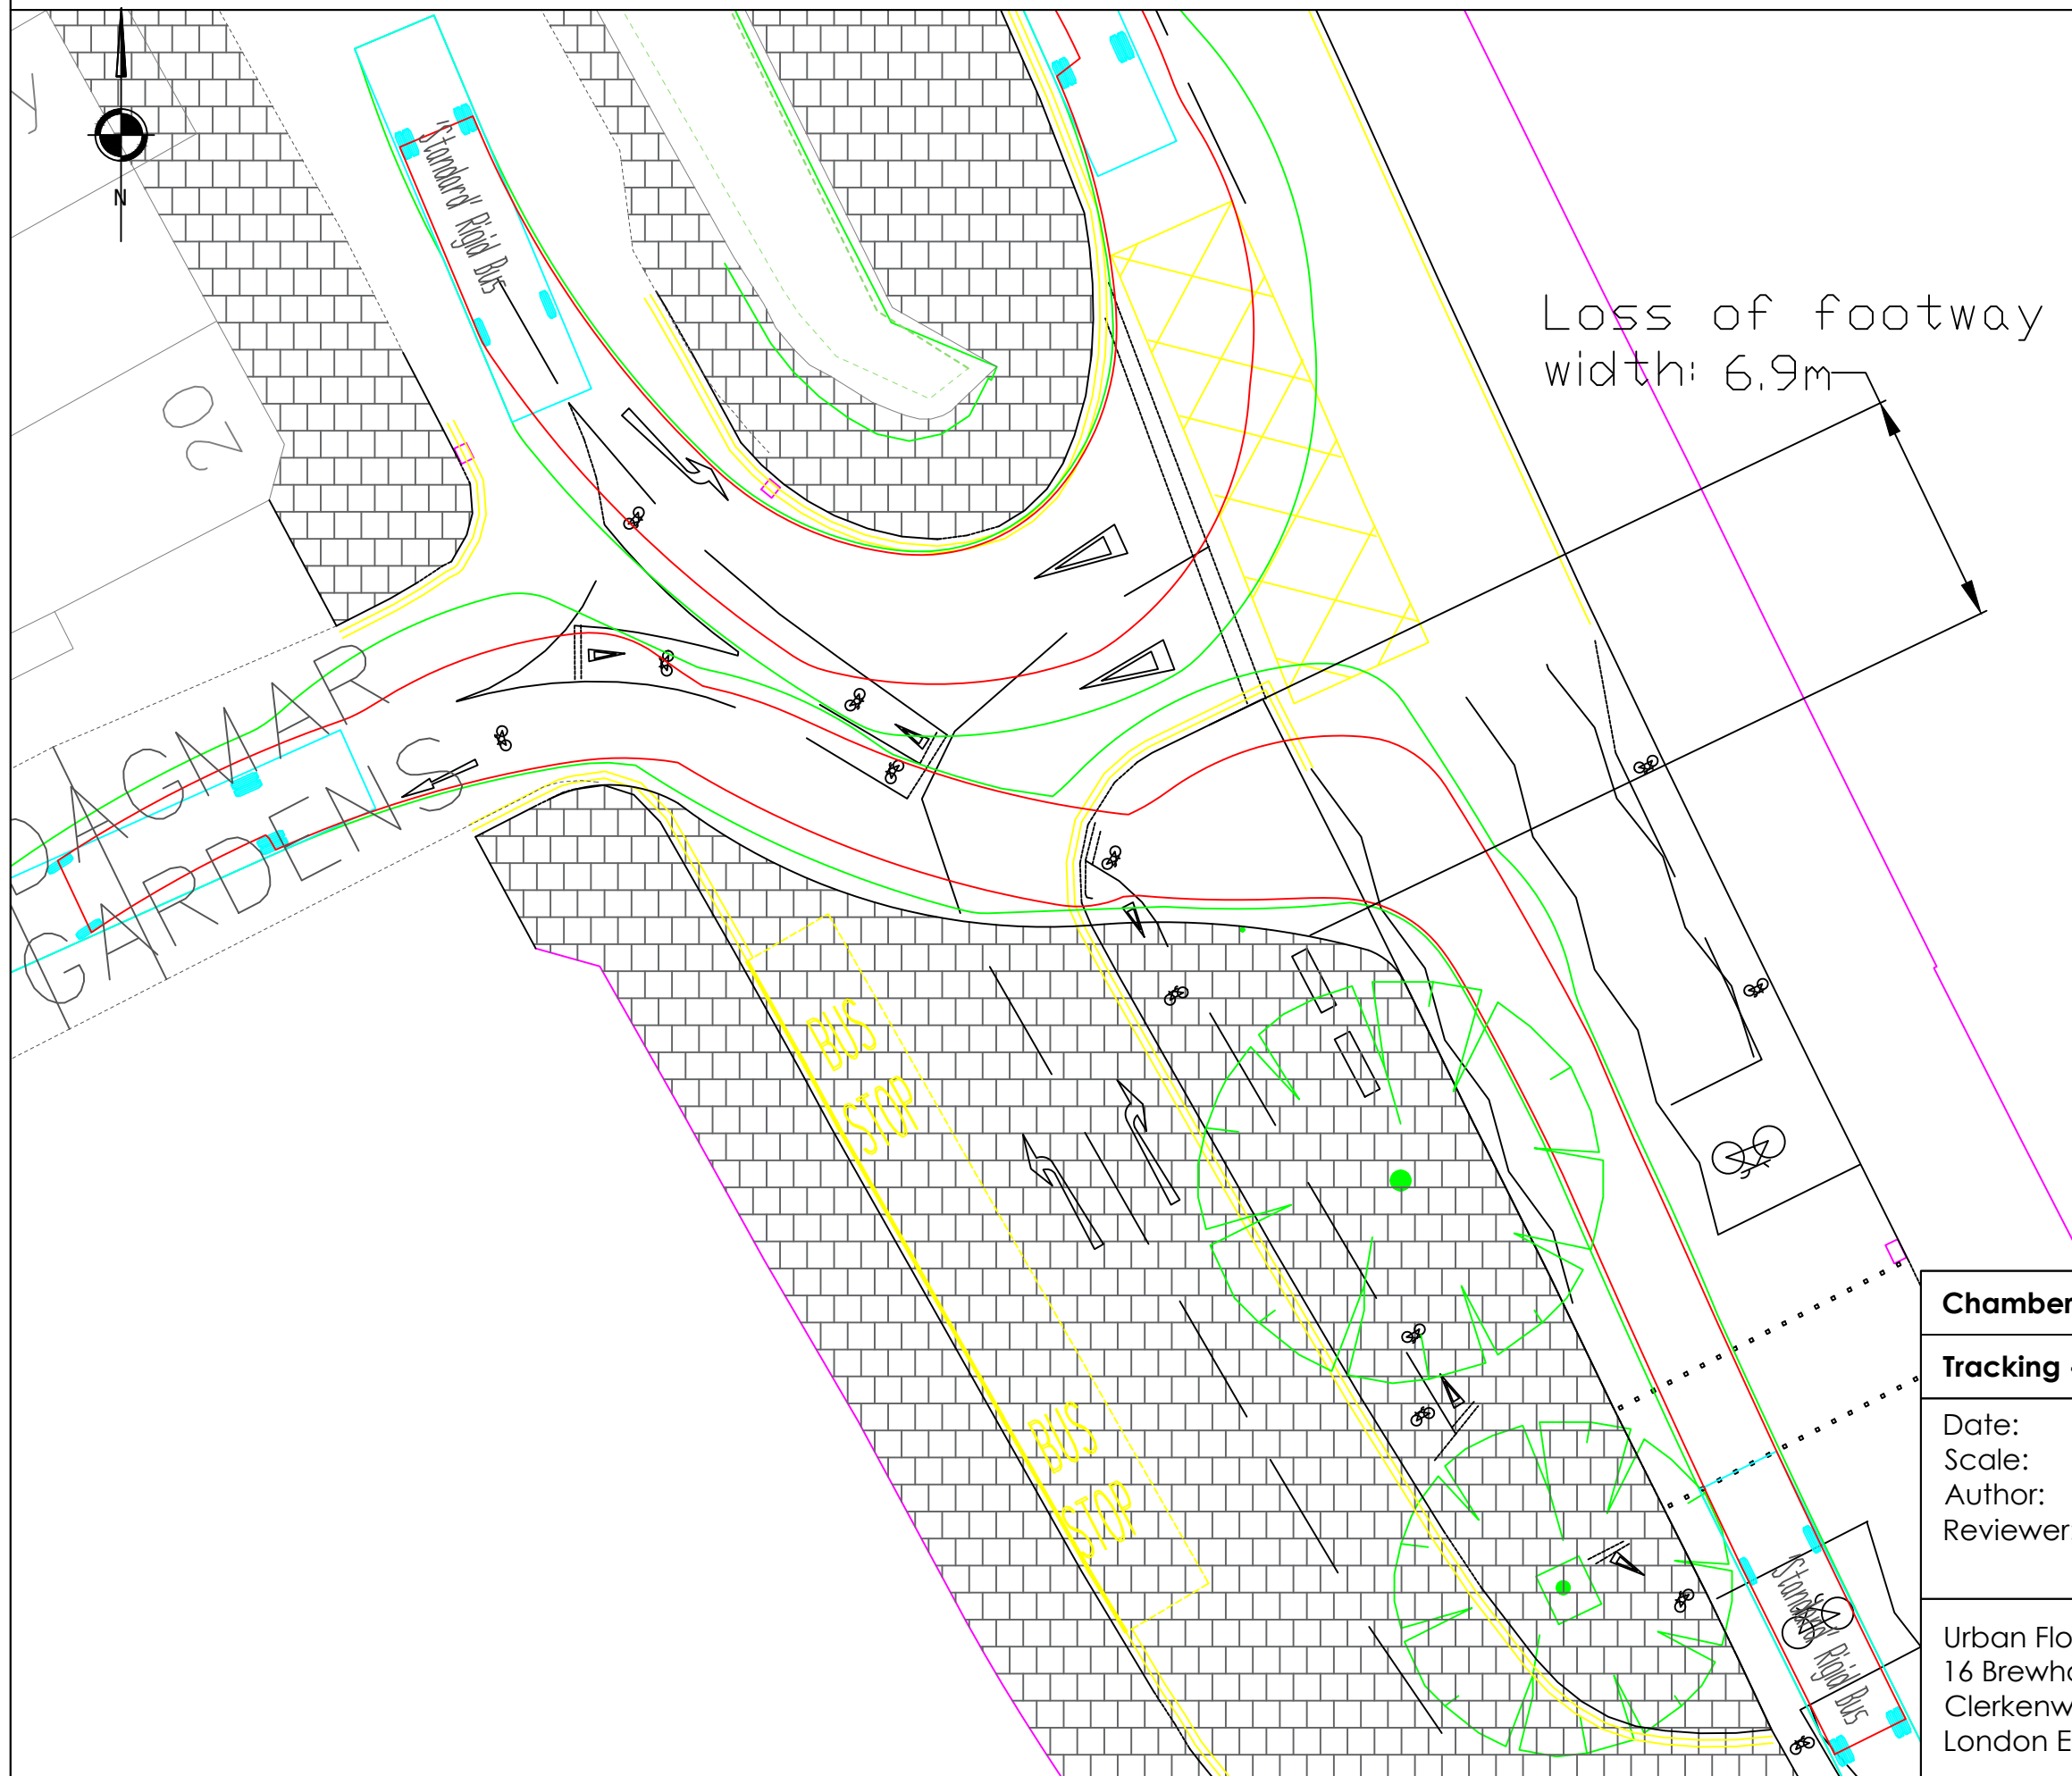 y
N
"Standard" Rigid Bus
20
Loss of footway
width: 6.9m
DAGMAR
GARDENS
BUS
STOP
BUS
STOP
"Standard" Rigid Bus
Chamber
Tracking
Date:
Scale:
Author:
Reviewer
Urban Flo
16 Brewho
Clerkenw
London E